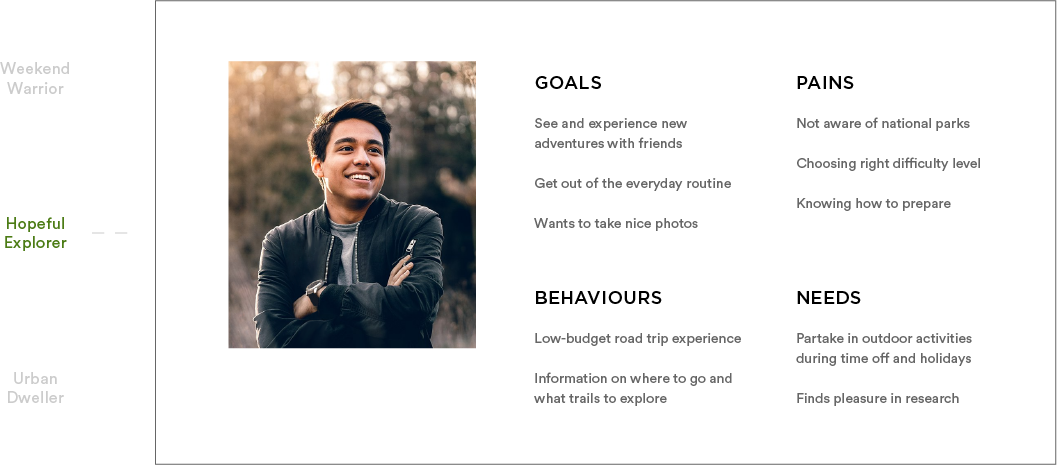 Weekend
Warrior
Hopeful
Explorer
Urban
Dweller
GOALS
See and experience new
adventures with friends
Get out of the everyday routine
Wants to take nice photos
PAINS
Not aware of national parks
Choosing right difficulty level
Knowing how to prepare
BEHAVIOURS
Low-budget road trip experience
Information on where to go and
what trails to explore
NEEDS
Partake in outdoor activities
during time off and holidays
Finds pleasure in research